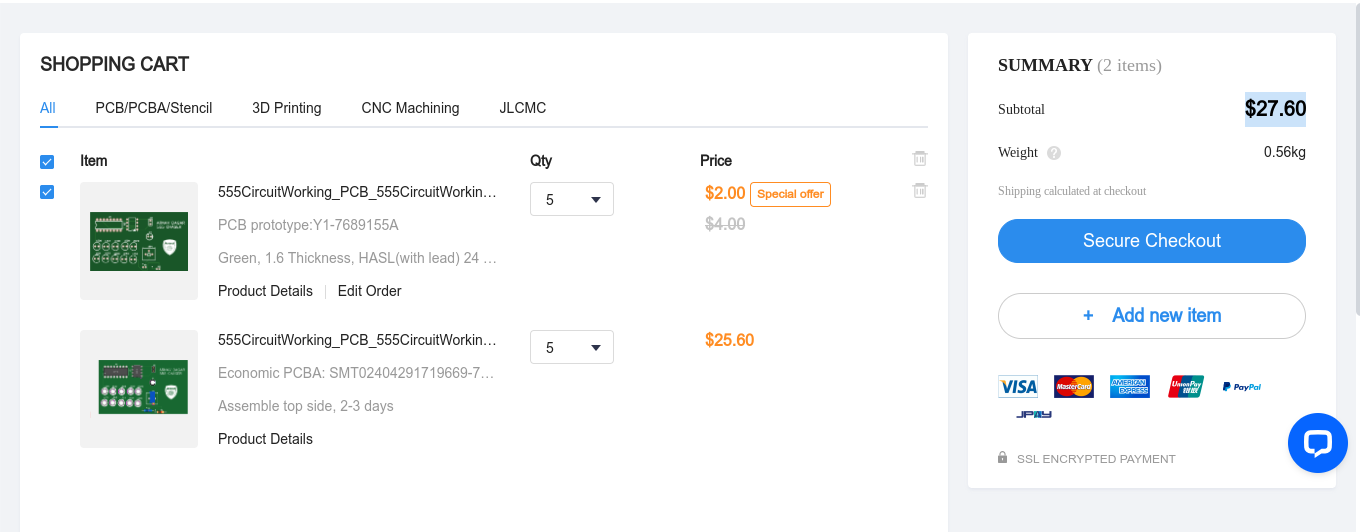 SHOPPING CART
All PCB/PCBA/Stencil 3D Printing CNC Machining JLCMC
Item Qty Price
555CircuitWorking_PCB_555CircuitWorkin... 5 $2.00 Special offer
PCB prototype:Y1-7689155A $4.00
Green, 1.6 Thickness, HASL(with lead) 24 ...
Product Details Edit Order
555CircuitWorking_PCB_555CircuitWorkin... 5 $25.60
Economic PCBA: SMT02404291719669-7...
Assemble top side, 2-3 days
Product Details
SUMMARY (2 items)
Subtotal $27.60
Weight ? 0.56kg
Shipping calculated at checkout
Secure Checkout
+ Add new item
VISA MasterCard AMERICAN EXPRESS UnionPay 银联 PayPal
JPAY
SSL ENCRYPTED PAYMENT